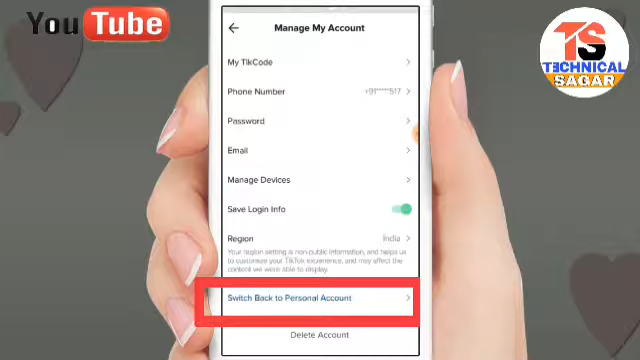 YouTube
TS
TECHNICAL
SAGAR
Manage My Account
My TikCode
Phone Number +91*****517
Password
Email
Manage Devices
Save Login Info
Region India
Your region setting is non-public information, and helps us
to customize your TikTok experience, and may affect the
content we were able to display.
Switch Back to Personal Account
Delete Account